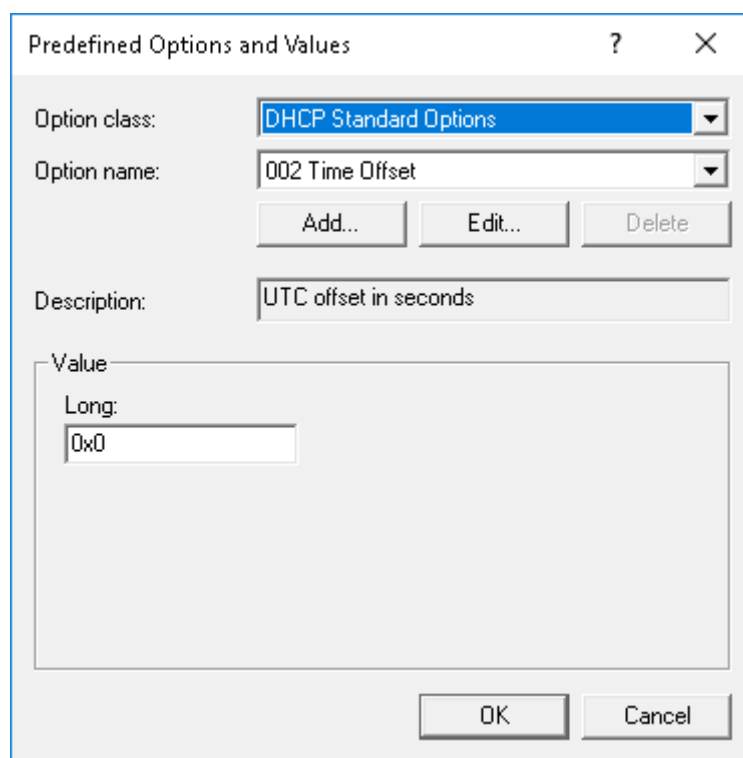 Predefined Options and Values ? X
Option class: DHCP Standard Options
Option name: 002 Time Offset
Add... Edit... Delete
Description: UTC offset in seconds
Value
Long:
0x0
OK Cancel